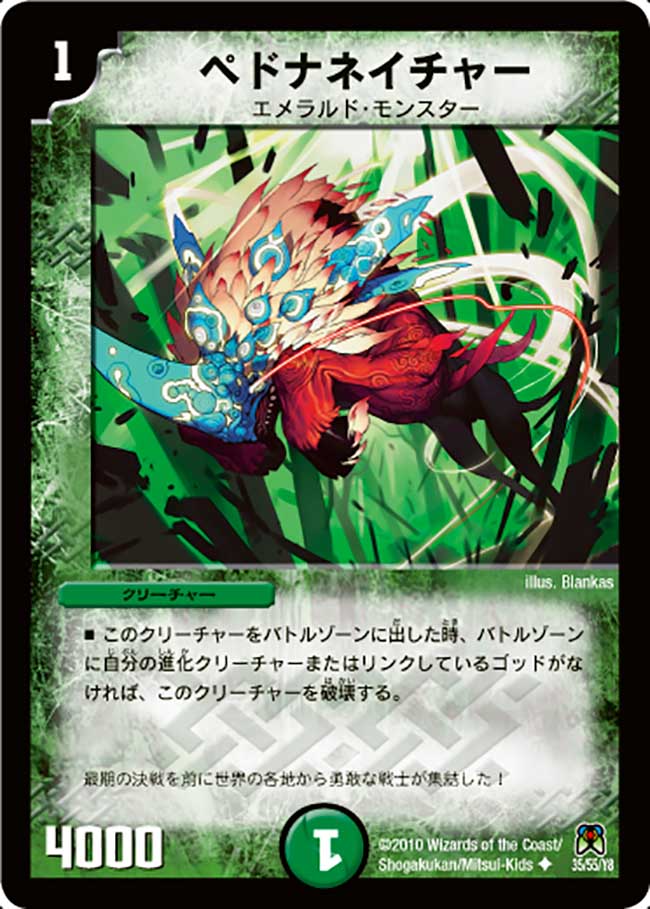 1
ペドナネイチャー
エメラルド・モンスター
illus. Blankas
クリーチャー
■ このクリーチャーをバトルゾーンに出した時、バトルゾーン
に自分の進化クリーチャーまたはリンクしているゴッドがな
ければ、このクリーチャーを破壊する。
最期の決戦を前に世界の各地から勇敢な戦士が集結した！
4000
1
©2010 Wizards of the Coast/
Shogakukan/Mitsui-Kids ◆
35/55/Y8